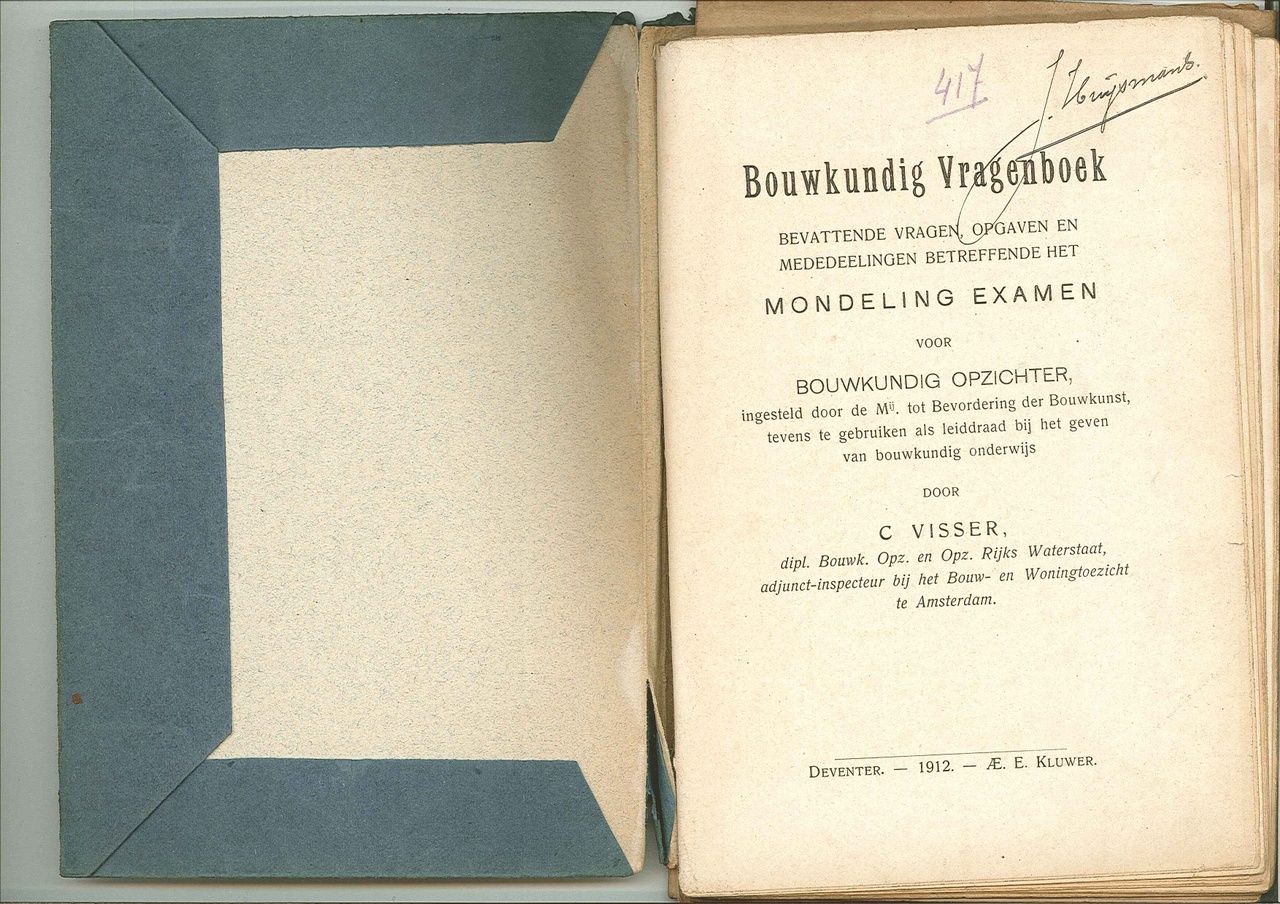 417
J. Huijsmans.
Bouwkundig Vragenboek
BEVATTENDE VRAGEN, OPGAVEN EN
MEDEDEELINGEN BETREFFENDE HET
MONDELING EXAMEN
VOOR
BOUWKUNDIG OPZICHTER,
ingesteld door de Mij. tot Bevordering der Bouwkunst,
tevens te gebruiken als leiddraad bij het geven
van bouwkundig onderwijs
DOOR
C VISSER,
dipl. Bouwk. Opz. en Opz. Rijks Waterstaat,
adjunct-inspecteur bij het Bouw- en Woningtoezicht
te Amsterdam.
DEVENTER. — 1912. — Æ. E. KLUWER.